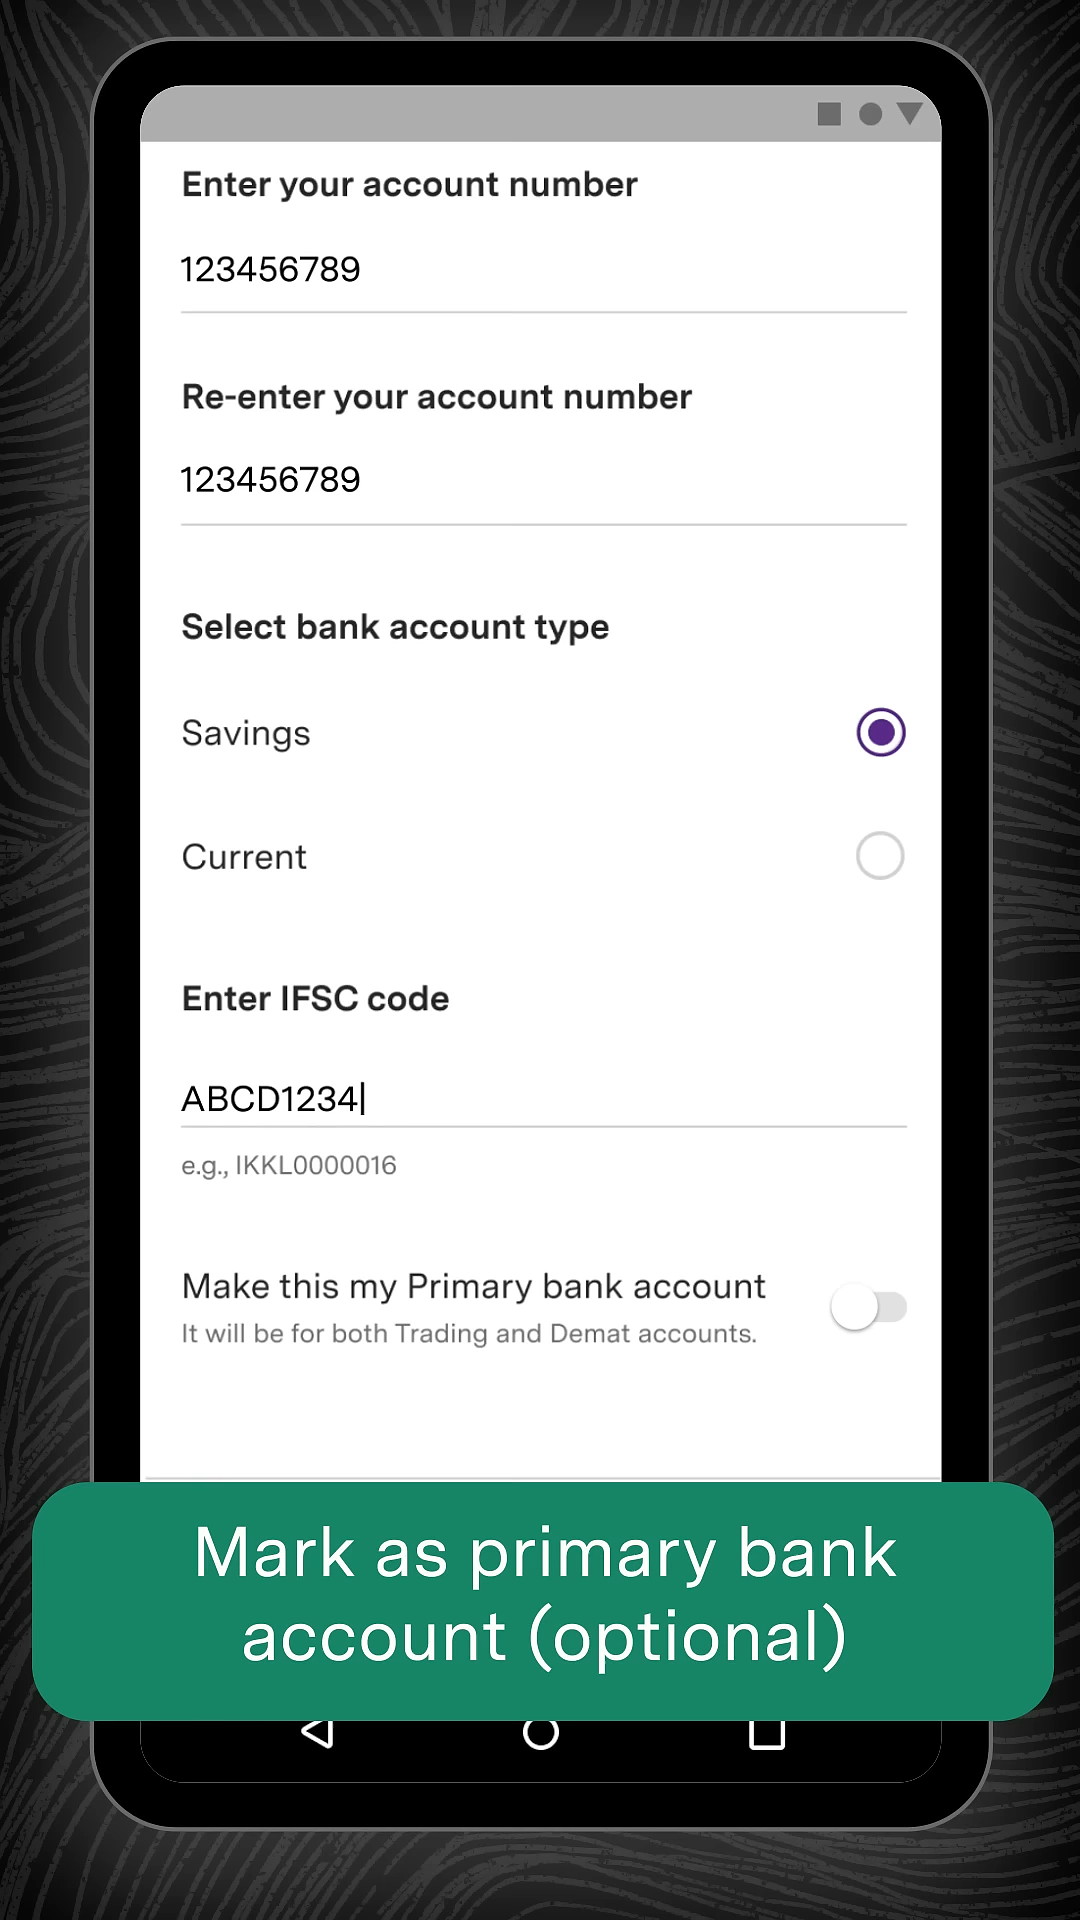 Enter your account number
123456789
Re-enter your account number
123456789
Select bank account type
Savings
Current
Enter IFSC code
ABCD1234
e.g., IKKL0000016
Make this my Primary bank account
It will be for both Trading and Demat accounts.
Mark as primary bank
account (optional)